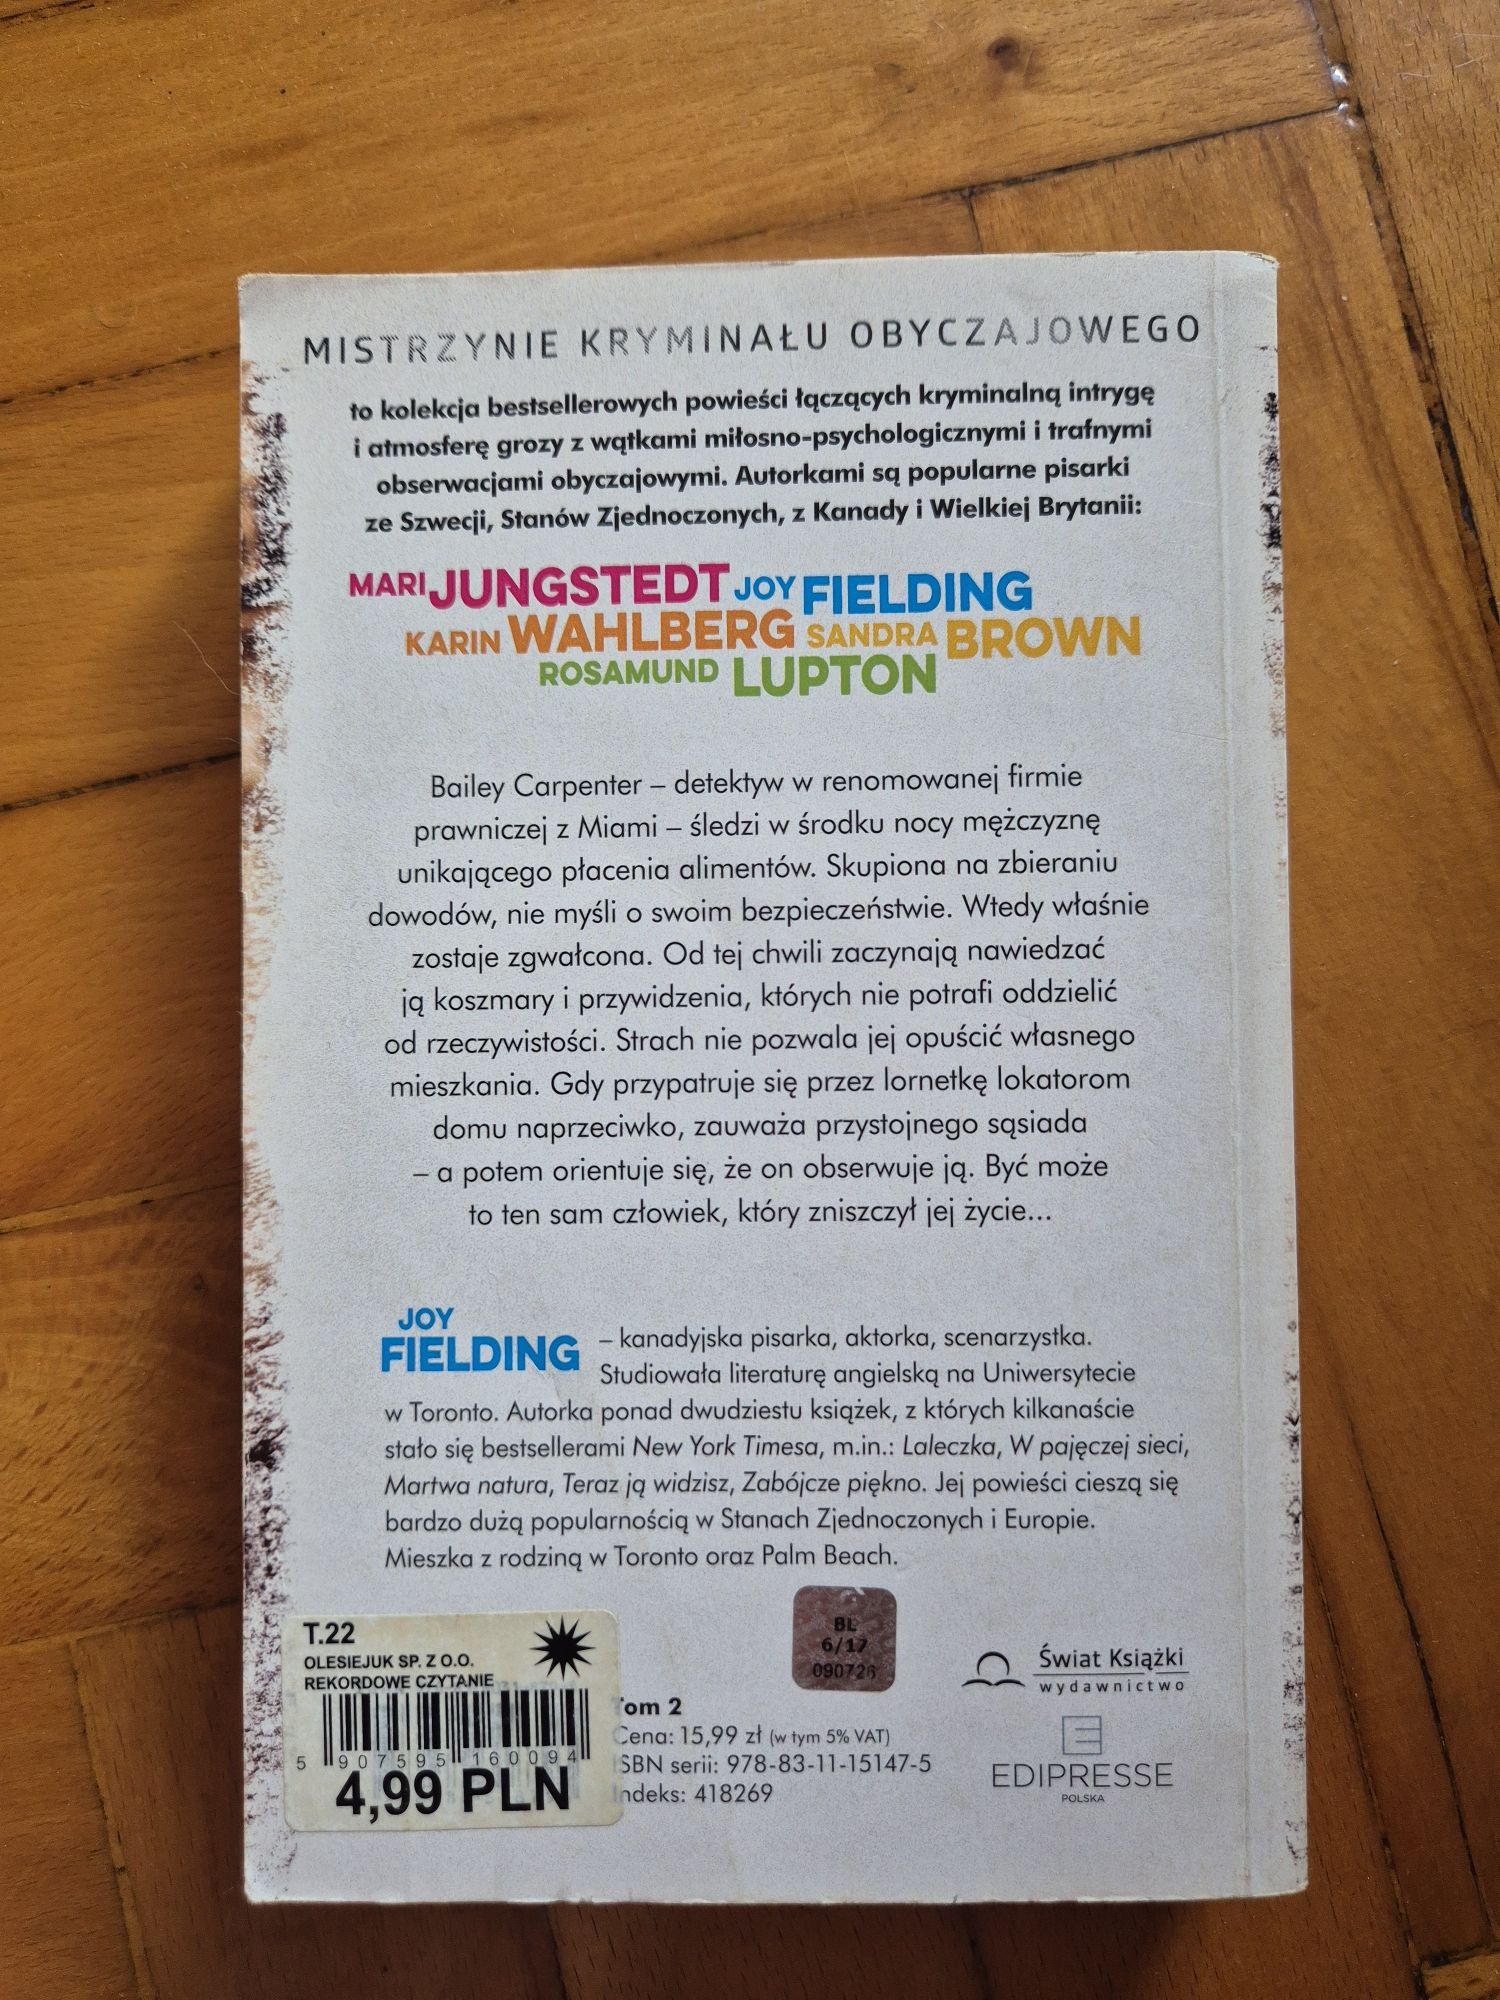 MISTRZYNIE KRYMINAŁU OBYCZAJOWEGO
to kolekcja bestsellerowych powieści łączących kryminalną intrygę
i atmosferę grozy z wątkami miłosno-psychologicznymi i trafnymi
obserwacjami obyczajowymi. Autorkami są popularne pisarki
ze Szwecji, Stanów Zjednoczonych, z Kanady i Wielkiej Brytanii:
MARI JUNGSTEDT JOY FIELDING
KARIN WAHLBERG SANDRA BROWN
ROSAMUND LUPTON
Bailey Carpenter – detektyw w renomowanej firmie
prawniczej z Miami – śledzi w środku nocy mężczyznę
unikającego płacenia alimentów. Skupiona na zbieraniu
dowodów, nie myśli o swoim bezpieczeństwie. Wtedy właśnie
zostaje zgwałcona. Od tej chwili zaczynają nawiedzać
ją koszmary i przywidzenia, których nie potrafi oddzielić
od rzeczywistości. Strach nie pozwala jej opuścić własnego
mieszkania. Gdy przypatruje się przez lornetkę lokatorom
domu naprzeciwko, zauważa przystojnego sąsiada
– a potem orientuje się, że on obserwuje ją. Być może
to ten sam człowiek, który zniszczył jej życie...
JOY
FIELDING – kanadyjska pisarka, aktorka, scenarzystka.
Studiowała literaturę angielską na Uniwersytecie
w Toronto. Autorka ponad dwudziestu książek, z których kilkanaście
stało się bestsellerami New York Timesa, m.in.: Laleczka, W pajęczej sieci,
Martwa natura, Teraz ją widzisz, Zabójcze piękno. Jej powieści cieszą się
bardzo dużą popularnością w Stanach Zjednoczonych i Europie.
Mieszka z rodziną w Toronto oraz Palm Beach.
T.22
OLESIEJUK SP. Z O.O.
REKORDOWE CZYTANIE
5 907595 160094
4,99 PLN
BL
6/17
090726
Tom 2
Cena: 15,99 zł (w tym 5% VAT)
ISBN serii: 978-83-11-15147-5
Indeks: 418269
Świat Książki
wydawnictwo
EDIPRESSE
POLSKA